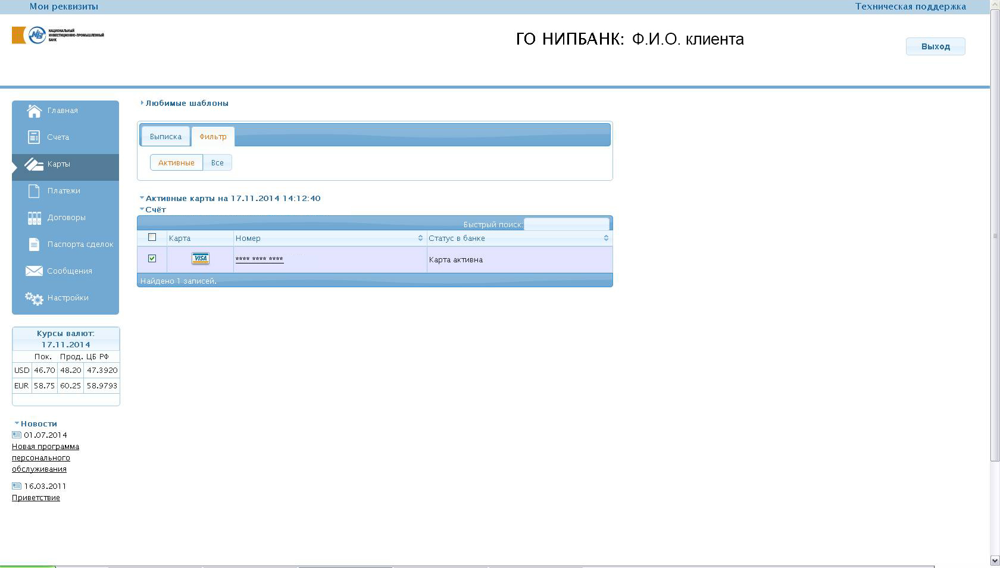 Мои реквизиты
Техническая поддержка
НАЦИОНАЛЬНЫЙ
ИНВЕСТИЦИОННО-ПРОМЫШЛЕННЫЙ
БАНК
ГО НИПБАНК: Ф.И.О. клиента
Выход
Главная
Счета
Карты
Платежи
Договоры
Паспорта сделок
Сообщения
Настройки
Курсы валют:
17.11.2014
Пок. Прод. ЦБ РФ
USD 46.70 48.20 47.3920
EUR 58.75 60.25 58.9793
Новости
01.07.2014
Новая программа
персонального
обслуживания
16.03.2011
Приветствие
Любимые шаблоны
Выписка Фильтр
Активные Все
Активные карты на 17.11.2014 14:12:40
Счёт
Быстрый поиск:
Карта Номер Статус в банке
VISA **** **** **** Карта активна
Найдено 1 записей.